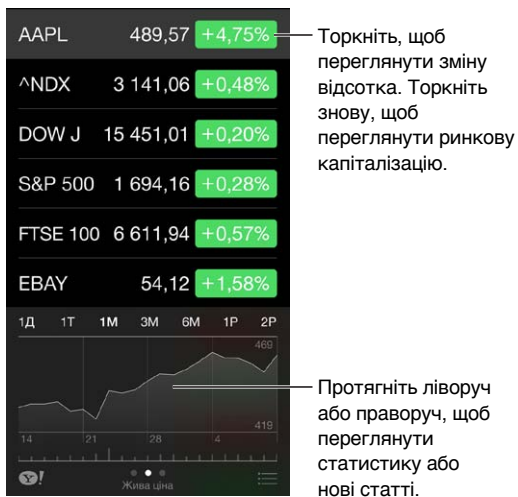 AAPL 489,57 +4,75%
^NDX 3 141,06 +0,48%
DOW J 15 451,01 +0,20%
S&P 500 1 694,16 +0,28%
FTSE 100 6 611,94 +0,57%
EBAY 54,12 +1,58%
1Д 1Т 1М 3М 6М 1Р 2Р
469
419
14 21 28 4
Y!
Жива ціна
Торкніть, щоб
переглянути зміну
відсотка. Торкніть
знову, щоб
переглянути ринкову
капіталізацію.
Протягніть ліворуч
або праворуч, щоб
переглянути
статистику або
нові статті.